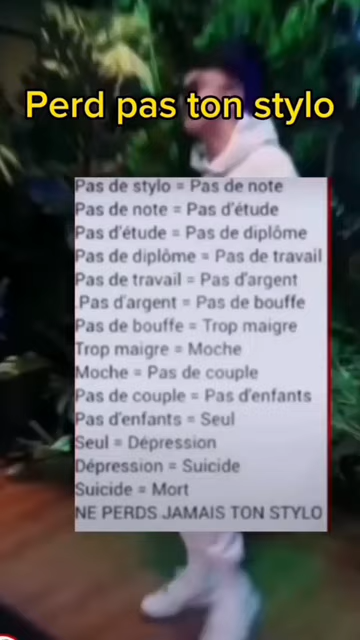 Perd pas ton stylo
Pas de stylo = Pas de note
Pas de note = Pas d'étude
Pas d'étude = Pas de diplôme
Pas de diplôme = Pas de travail
Pas de travail = Pas d'argent
Pas d'argent = Pas de bouffe
Pas de bouffe = Trop maigre
Trop maigre = Moche
Moche = Pas de couple
Pas de couple = Pas d'enfants
Pas d'enfants = Seul
Seul = Dépression
Dépression = Suicide
Suicide = Mort
NE PERDS JAMAIS TON STYLO